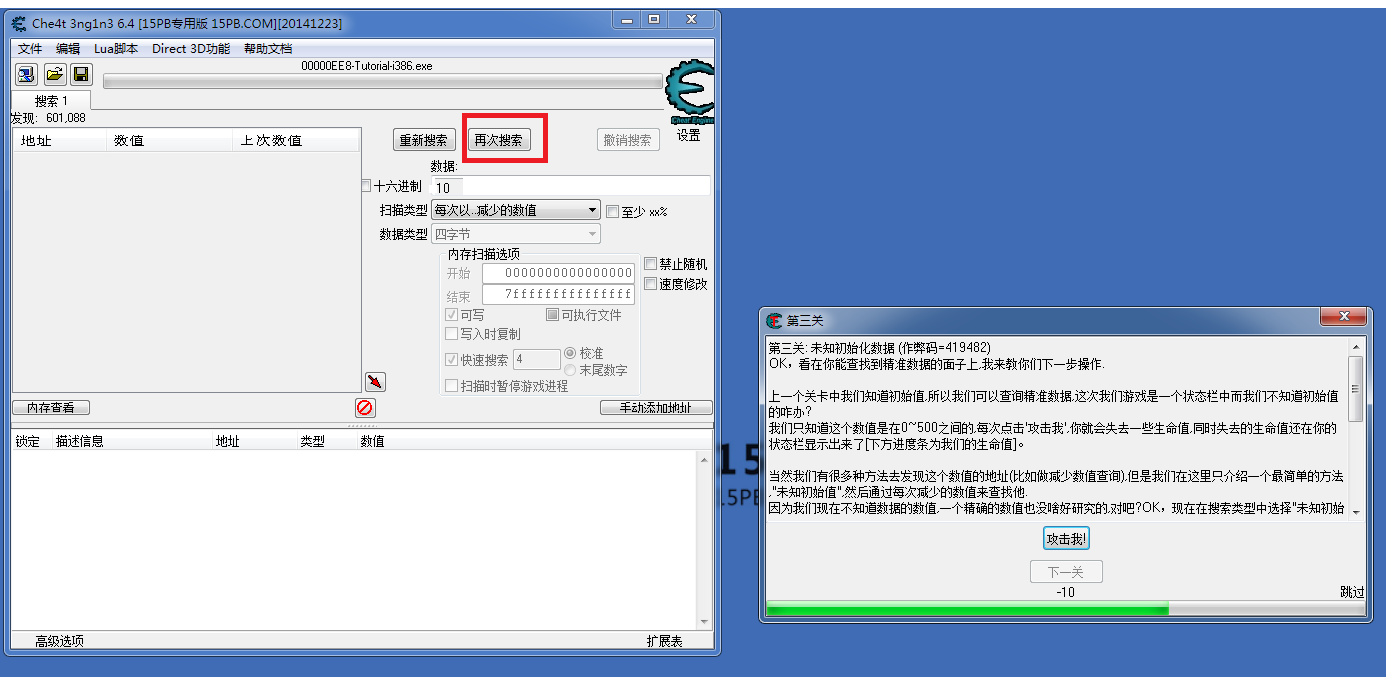 Che4t 3ng1n3 6.4 [15PB专用版 15PB.COM][20141223]
文件 编辑 Lua脚本 Direct 3D功能 帮助文档
00000EE8-Tutorial-i386.exe
搜索 1
发现: 601,088
地址 数值 上次数值
重新搜索 再次搜索 撤销搜索
Cheat Engine
设置
数据:
十六进制 10
扫描类型 每次以..减少的数值 至少 xx%
数据类型 四字节
内存扫描选项
开始 0000000000000000
结束 7fffffffffffffff
禁止随机
速度修改
可写 可执行文件
写入时复制
快速搜索 4 校准
末尾数字
扫描时暂停游戏进程
内存查看 手动添加地址
锁定 描述信息 地址 类型 数值
高级选项 扩展表
15
.5PB
第三关
第三关: 未知初始化数据 (作弊码=419482)
OK，看在你能查找到精准数据的面子上.我来教你们下一步操作.
上一个关卡中我们知道初始值.所以我们可以查询精准数据.这次我们游戏是一个状态栏中而我们不知道初始值
的咋办?
我们只知道这个数值是在0~500之间的,每次点击'攻击我',你就会失去一些生命值,同时失去的生命值还在你的
状态栏显示出来了[下方进度条为我们的生命值]。
当然我们有很多种方法去发现这个数值的地址(比如做减少数值查询),但是我们在这里只介绍一个最简单的方法
,"未知初始值",然后通过每次减少的数值来查找他.
因为我们现在不知道数据的数值,一个精确的数值也没啥好研究的,对吧?OK，现在在搜索类型中选择"未知初始
攻击我!
下一关
-10
跳过